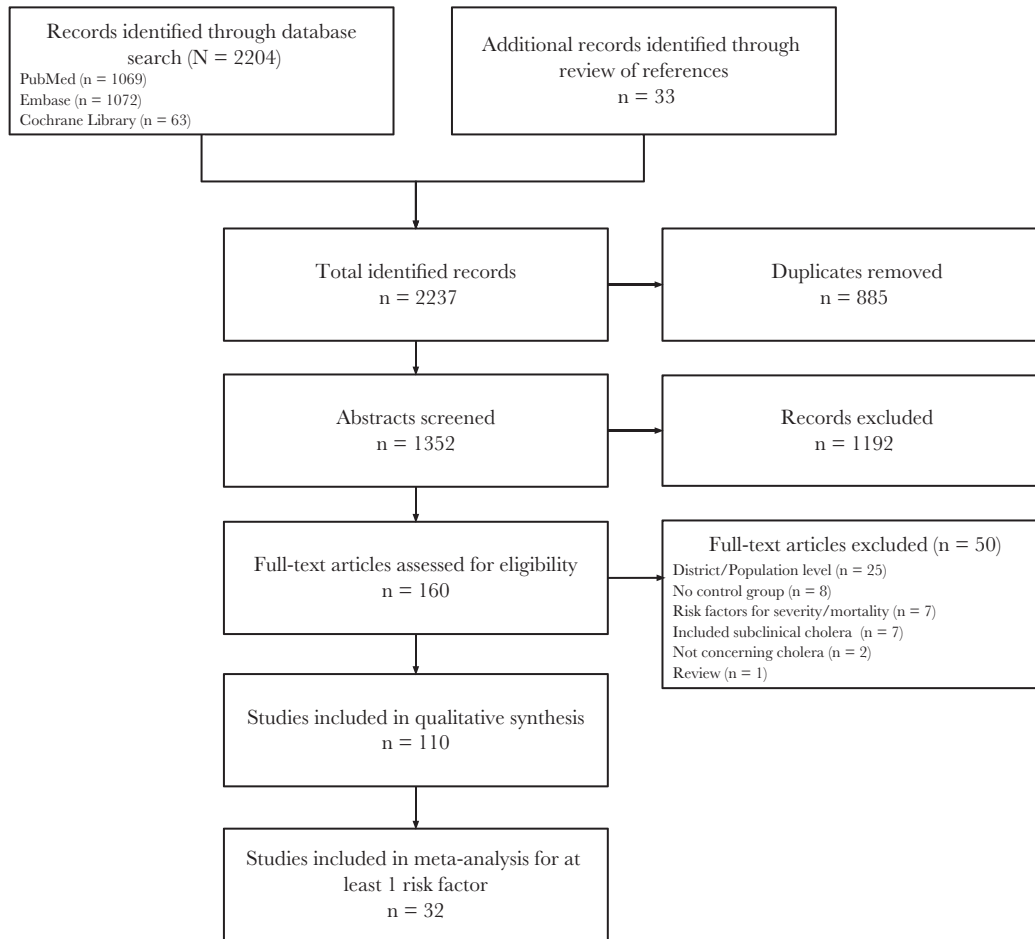 Records identified through database
search (N = 2204)
PubMed (n = 1069)
Embase (n = 1072)
Cochrane Library (n = 63)
Additional records identified through
review of references
n = 33
Total identified records
n = 2237
Duplicates removed
n = 885
Abstracts screened
n = 1352
Records excluded
n = 1192
Full-text articles assessed for eligibility
n = 160
Full-text articles excluded (n = 50)
District/Population level (n = 25)
No control group (n = 8)
Risk factors for severity/mortality (n = 7)
Included subclinical cholera (n = 7)
Not concerning cholera (n = 2)
Review (n = 1)
Studies included in qualitative synthesis
n = 110
Studies included in meta-analysis for at
least 1 risk factor
n = 32